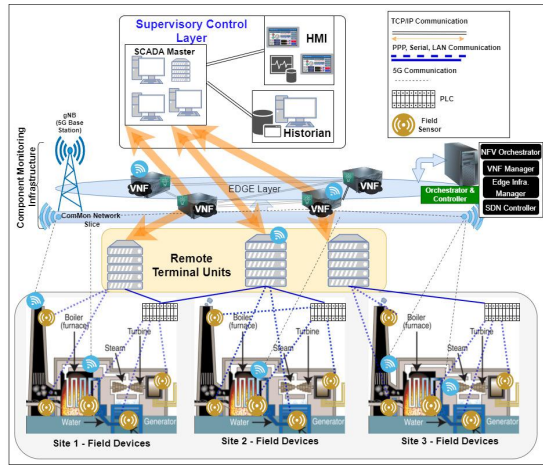 Supervisory Control
Layer
SCADA Master
HMI
Historian
TCP/IP Communication
PPP, Serial, LAN Communication
5G Communication
PLC
Field
Sensor
gNB
(5G Base
Station)
Component Monitoring
Infrastructure
VNF
VNF
VNF
VNF
EDGE Layer
ComMon Network
Slice
Orchestrator &
Controller
NFV Orchestrator
VNF Manager
Edge Infra.
Manager
SDN Controller
Remote
Terminal Units
Boiler
(furnace)
Turbine
Steam
Water
Generator
Site 1 - Field Devices
Boiler
(furnace)
Turbine
Steam
Water
Generator
Site 2 - Field Devices
Boiler
(furnace)
Turbine
Steam
Water
Generator
Site 3 - Field Devices